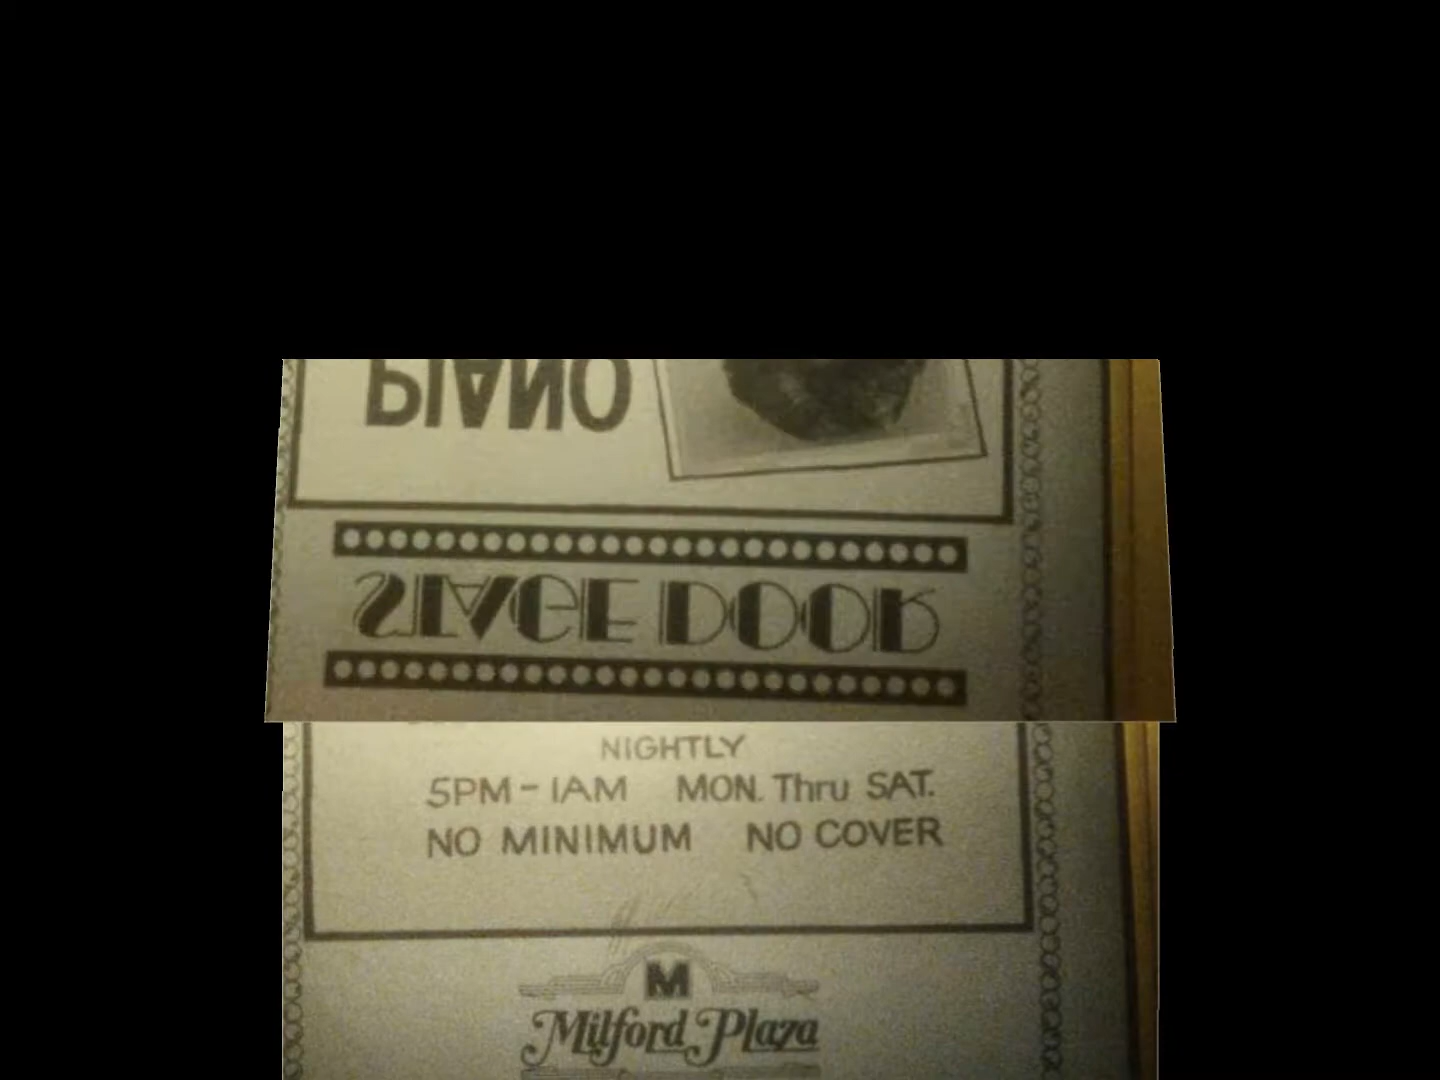 PIANO
STAGE DOOR
NIGHTLY
5PM - 1AM MON. Thru SAT.
NO MINIMUM NO COVER
M
Milford Plaza